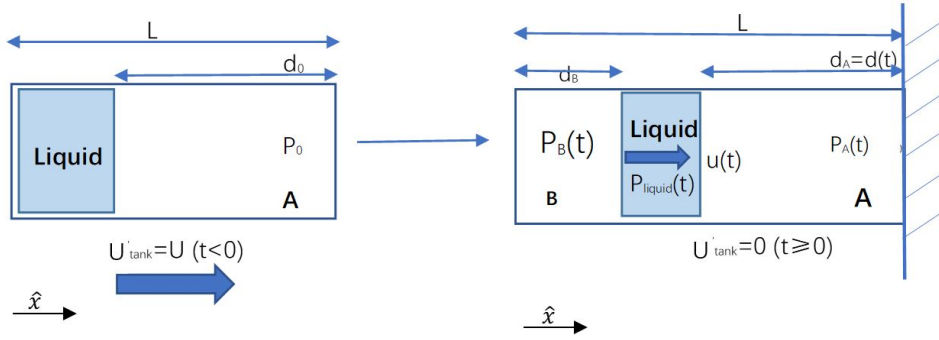 L
d₀
Liquid
P₀
A
U˙tank=U (t<0)
x̂
L
dB
dA=d(t)
PB(t)
Liquid
PA(t)
u(t)
Pliquid(t)
B
A
U˙tank=0 (t≥0)
x̂